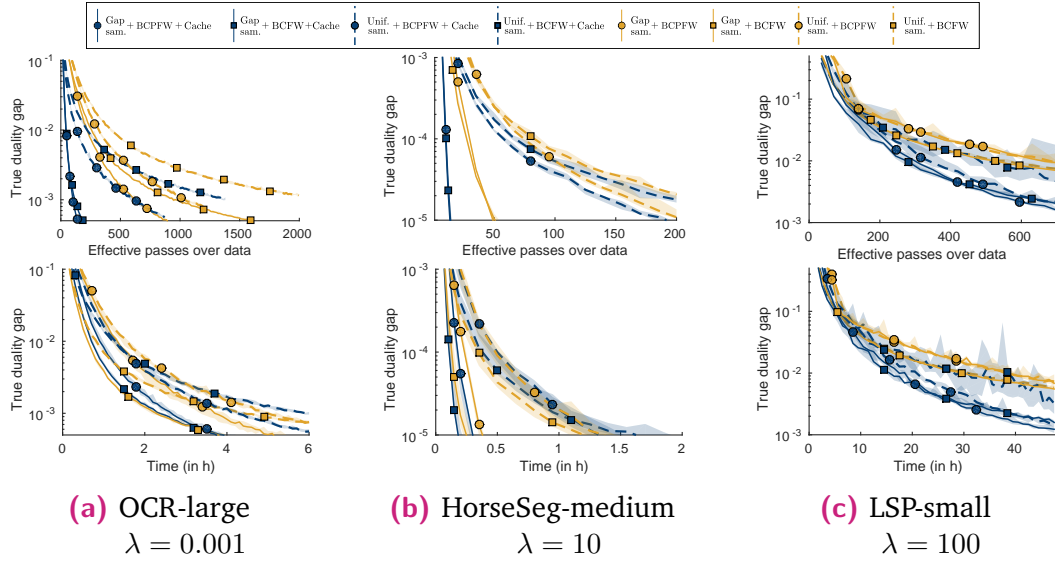 Gap sam. + BCPFW + Cache Gap sam. + BCFW + Cache Unif. sam. + BCPFW + Cache Unif. sam. + BCFW + Cache Gap sam. + BCPFW Gap sam. + BCFW Unif. sam. + BCPFW Unif. sam. + BCFW
True duality gap
10^-1
10^-2
10^-3
0 500 1000 1500 2000
Effective passes over data
True duality gap
10^-3
10^-4
10^-5
50 100 150 200
Effective passes over data
True duality gap
10^-1
10^-2
10^-3
200 400 600
Effective passes over data
True duality gap
10^-1
10^-2
10^-3
0 2 4 6
Time (in h)
True duality gap
10^-3
10^-4
10^-5
0 0.5 1 1.5 2
Time (in h)
True duality gap
10^-1
10^-2
10^-3
0 10 20 30 40
Time (in h)
(a) OCR-large
λ = 0.001
(b) HorseSeg-medium
λ = 10
(c) LSP-small
λ = 100